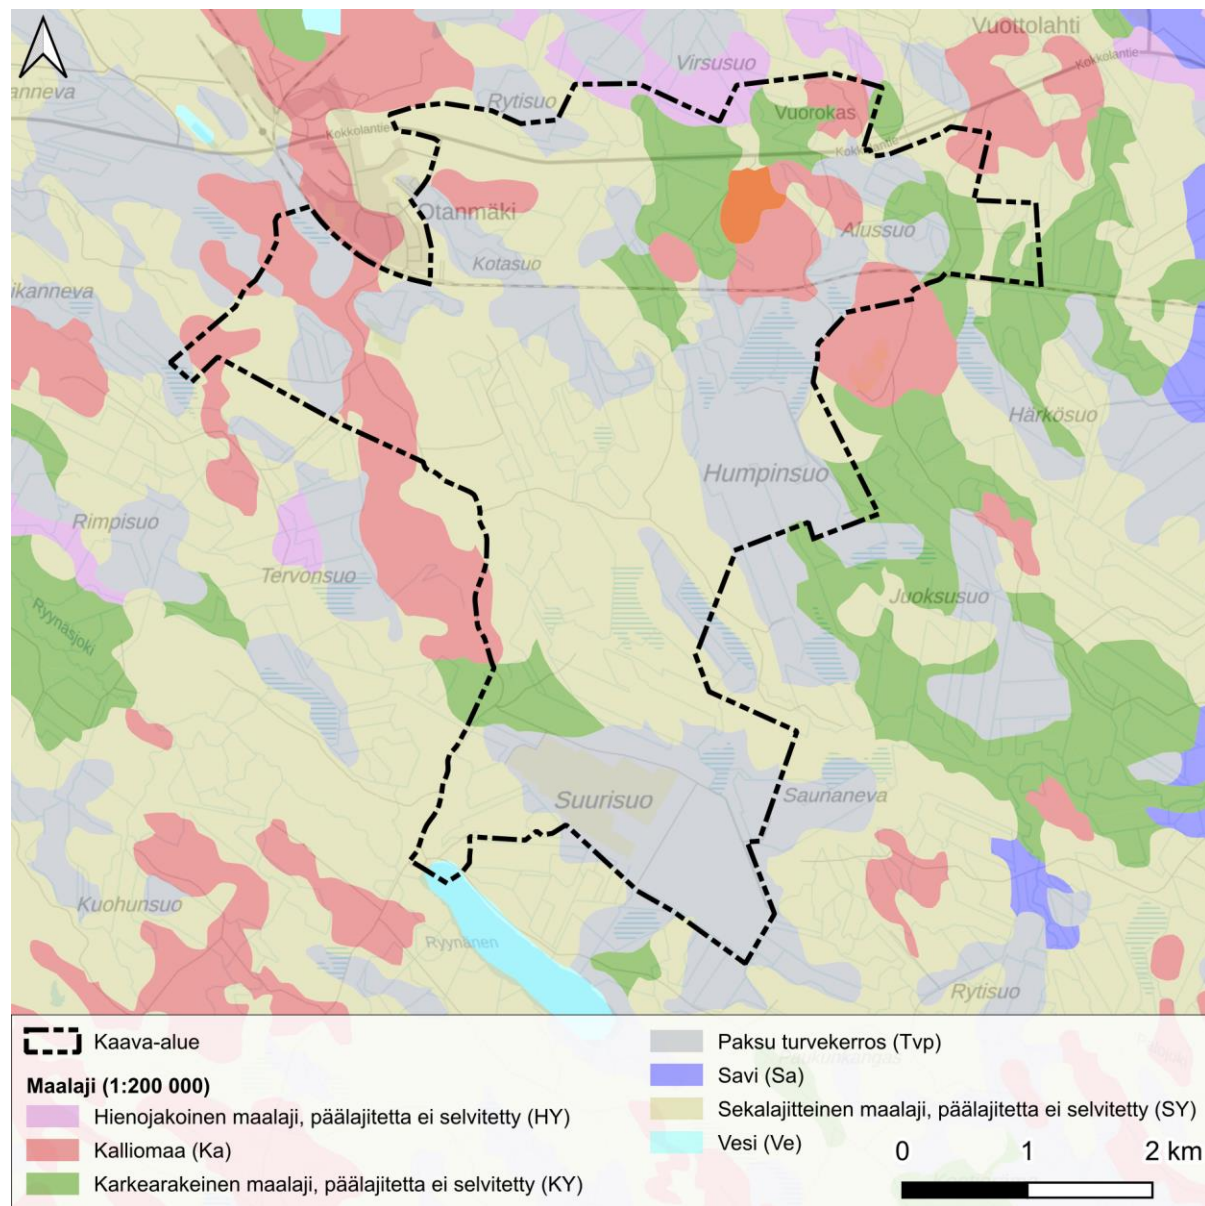 Vuottolahti
Kokkolantie
Virsusuo
anneva
Rytisuo
Vuorokas
Kokkolantie
Kokkolantie
Otanmäki
Alussuo
Kotasuo
ikanneva
Härkösuo
Humpinsuo
Rimpisuo
Tervonsuo
Juoksusuo
Ryynäsjoki
Suurisuo
Saunaneva
Kuohunsuo
Ryynänen
Rytisuo
Kaava-alue
Maalaji (1:200 000)
Hienojakoinen maalaji, päälajitetta ei selvitetty (HY)
Kalliomaa (Ka)
Karkearakeinen maalaji, päälajitetta ei selvitetty (KY)
Paksu turvekerros (Tvp)
Savi (Sa)
Sekalajitteinen maalaji, päälajitetta ei selvitetty (SY)
Vesi (Ve)
0 1 2 km